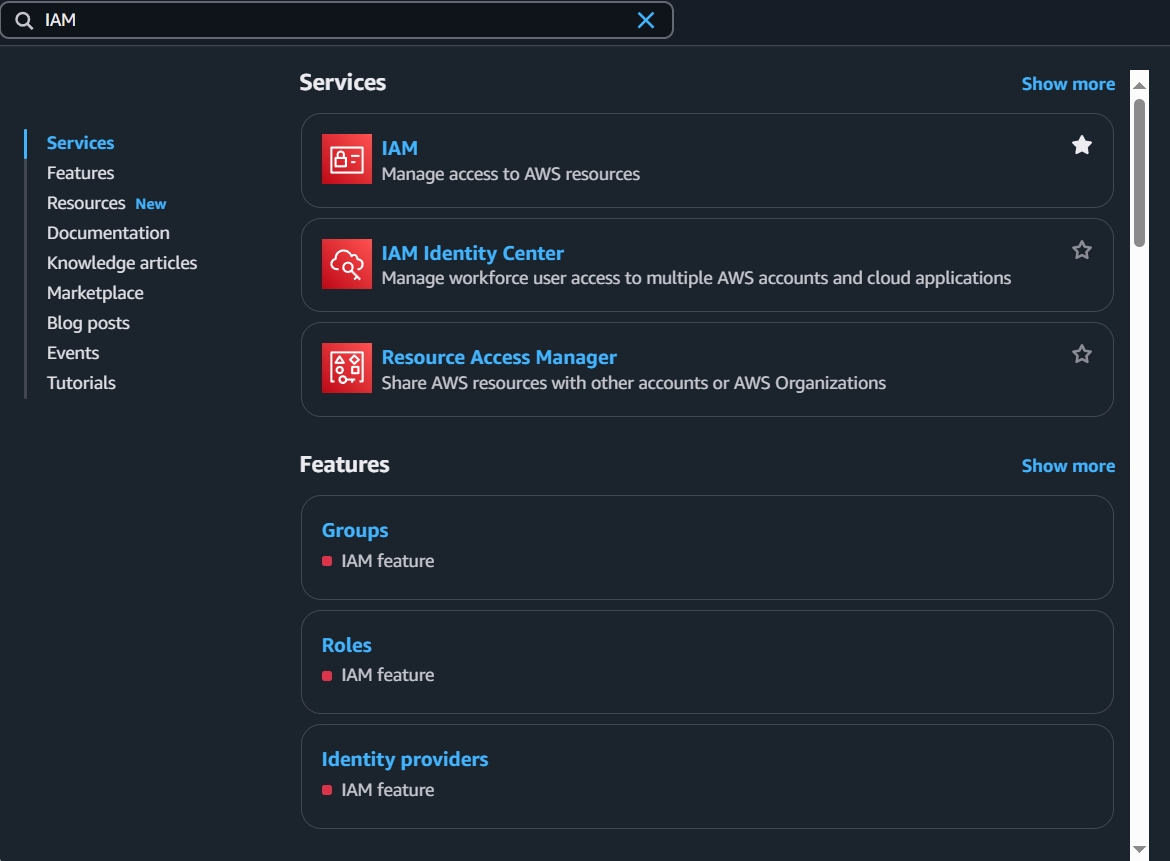 IAM
Services
Features
Resources New
Documentation
Knowledge articles
Marketplace
Blog posts
Events
Tutorials
Services
Show more
IAM
Manage access to AWS resources
IAM Identity Center
Manage workforce user access to multiple AWS accounts and cloud applications
Resource Access Manager
Share AWS resources with other accounts or AWS Organizations
Features
Show more
Groups
IAM feature
Roles
IAM feature
Identity providers
IAM feature